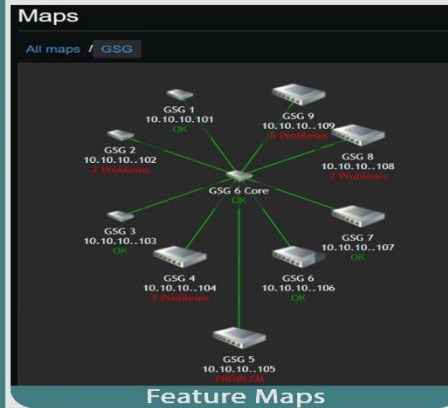 Maps
All maps / GSG
GSG 1
10.10.10.101
OK
GSG 9
10.10.10..109
6 Problems
GSG 2
10.10.10..102
2 Problems
GSG 8
10.10.10..108
2 Problems
GSG 6 Core
OK
GSG 3
10.10.10..103
OK
GSG 7
10.10.10..107
OK
GSG 4
10.10.10..104
3 Problems
GSG 6
10.10.10..106
OK
GSG 5
10.10.10..105
PROBLEM
Feature Maps